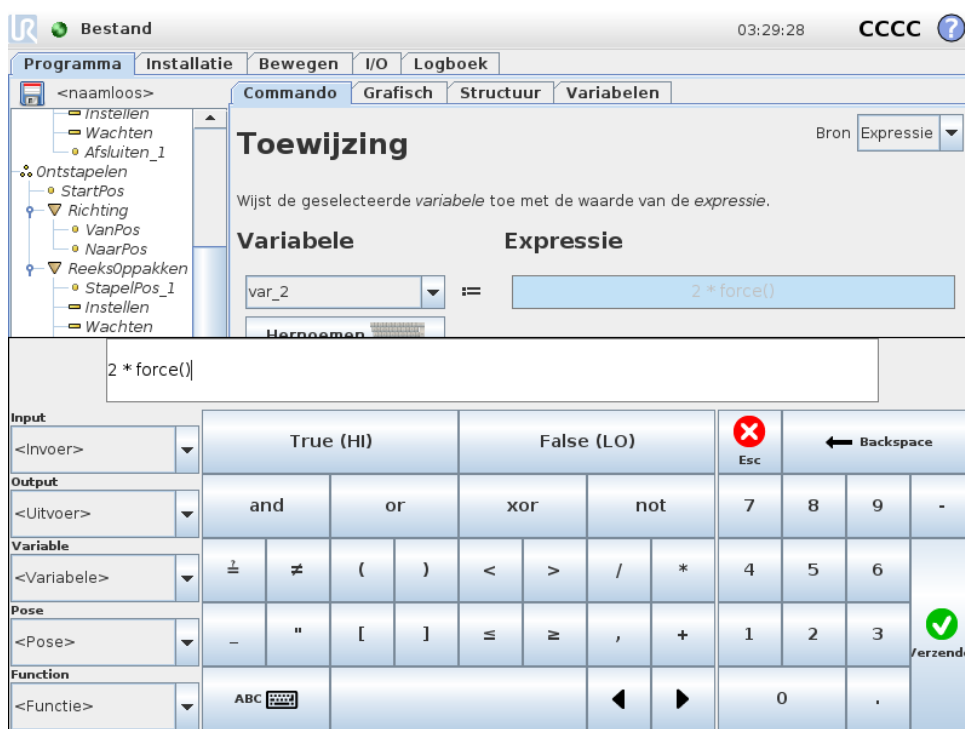 UR Bestand 03:29:28 CCCC ?
Programma Installatie Bewegen I/O Logboek
<naamloos> Commando Grafisch Structuur Variabelen
Instellen
Wachten
Afsluiten_1
Ontstapelen
StartPos
Richting
VanPos
NaarPos
ReeksOppakken
StapelPos_1
Instellen
Wachten
Toewijzing
Bron Expressie
Wijst de geselecteerde variabele toe met de waarde van de expressie.
Variabele Expressie
var_2 := 2 * force()
Hernoemen
2 * force()
Input
<Invoer>
Output
<Uitvoer>
Variable
<Variabele>
Pose
<Pose>
Function
<Functie>
True (HI) False (LO) Esc Backspace
and or xor not 7 8 9 -
≟ ≠ ( ) < > / * 4 5 6
_ " [ ] ≤ ≥ , + 1 2 3
Verzende
ABC 0 .